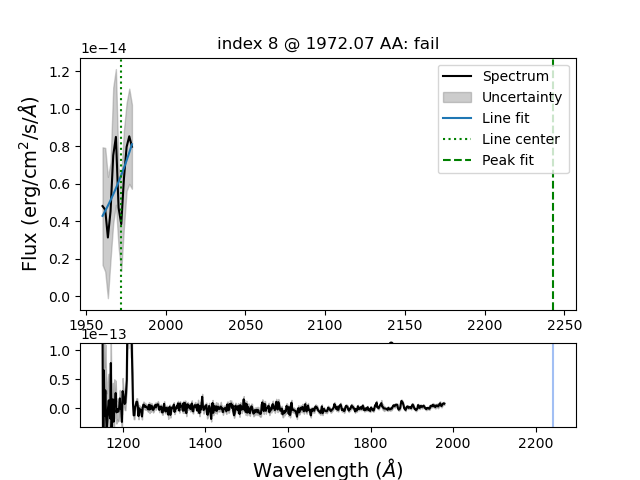 index 8 @ 1972.07 AA: fail
1e−14
Flux (erg/cm²/s/Å)
1.2
1.0
0.8
0.6
0.4
0.2
0.0
Spectrum
Uncertainty
Line fit
Line center
Peak fit
1950 2000 2050 2100 2150 2200 2250
1e−13
1.0
0.5
0.0
1200 1400 1600 1800 2000 2200
Wavelength (Å)